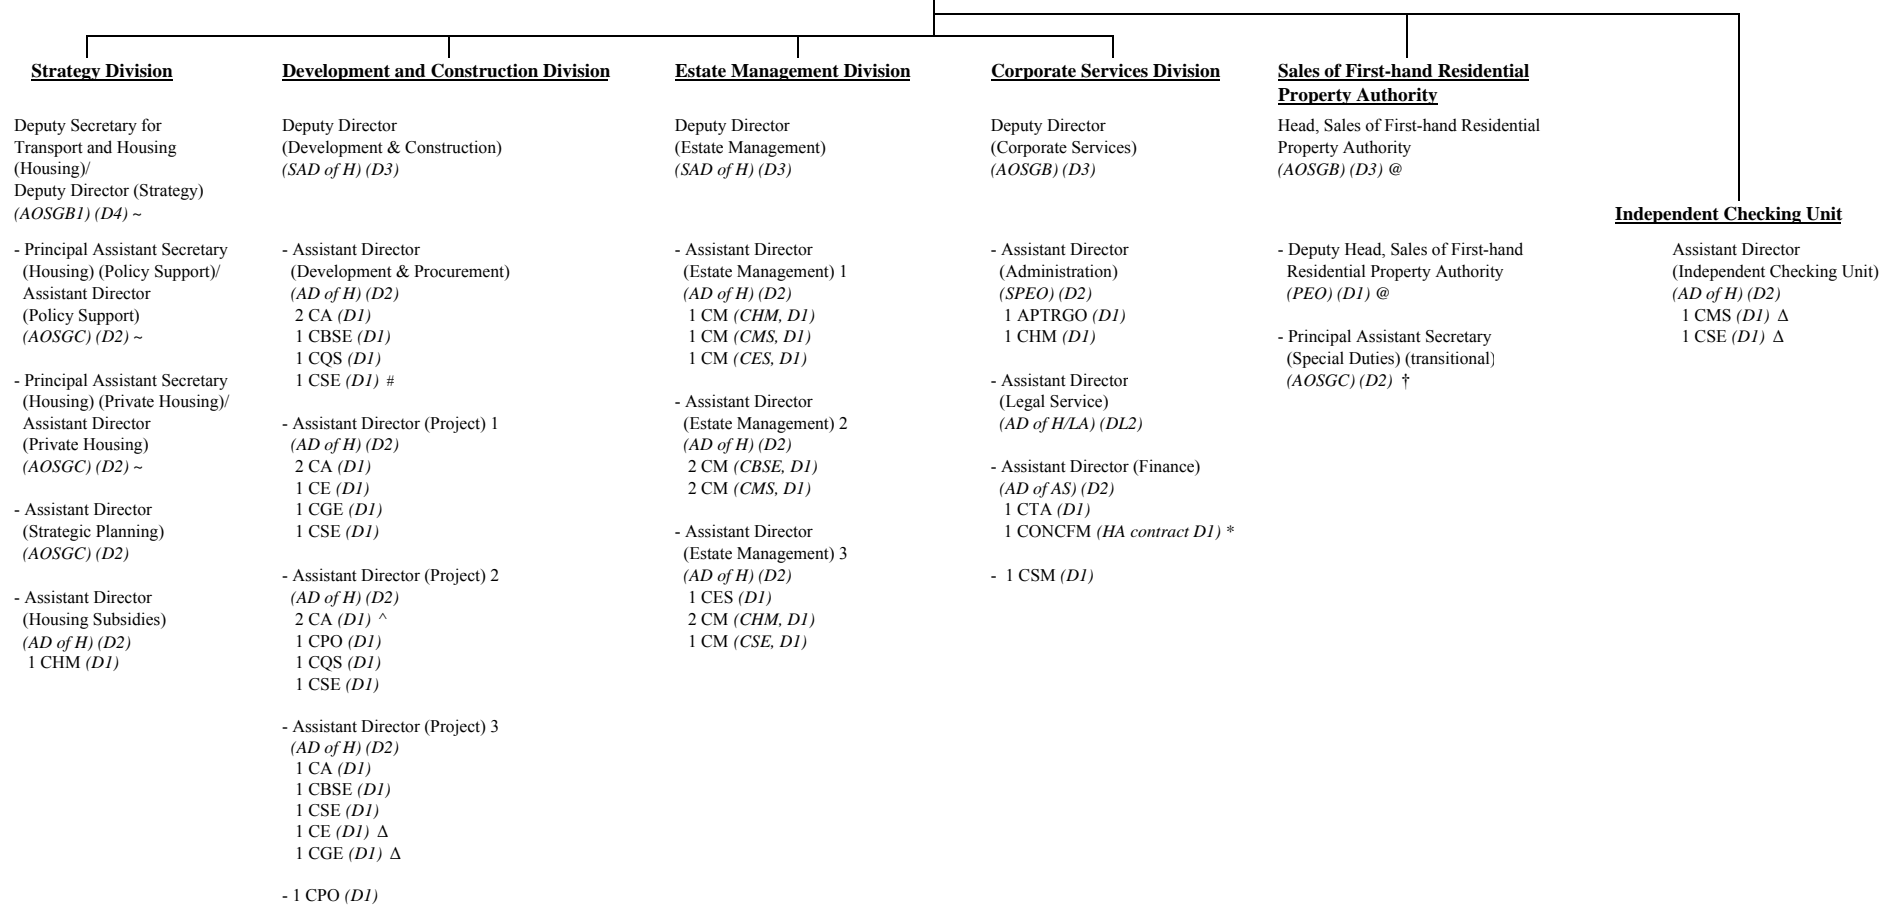 Strategy Division
Deputy Secretary for
Transport and Housing
(Housing)/
Deputy Director (Strategy)
(AOSGB1) (D4) ~
- Principal Assistant Secretary
(Housing) (Policy Support)/
Assistant Director
(Policy Support)
(AOSGC) (D2) ~
- Principal Assistant Secretary
(Housing) (Private Housing)/
Assistant Director
(Private Housing)
(AOSGC) (D2) ~
- Assistant Director
(Strategic Planning)
(AOSGC) (D2)
- Assistant Director
(Housing Subsidies)
(AD of H) (D2)
1 CHM (D1)
Development and Construction Division
Deputy Director
(Development & Construction)
(SAD of H) (D3)
- Assistant Director
(Development & Procurement)
(AD of H) (D2)
2 CA (D1)
1 CBSE (D1)
1 CQS (D1)
1 CSE (D1) #
- Assistant Director (Project) 1
(AD of H) (D2)
2 CA (D1)
1 CE (D1)
1 CGE (D1)
1 CSE (D1)
- Assistant Director (Project) 2
(AD of H) (D2)
2 CA (D1) ^
1 CPO (D1)
1 CQS (D1)
1 CSE (D1)
- Assistant Director (Project) 3
(AD of H) (D2)
1 CA (D1)
1 CBSE (D1)
1 CSE (D1)
1 CE (D1) Δ
1 CGE (D1) Δ
- 1 CPO (D1)
Estate Management Division
Deputy Director
(Estate Management)
(SAD of H) (D3)
- Assistant Director
(Estate Management) 1
(AD of H) (D2)
1 CM (CHM, D1)
1 CM (CMS, D1)
1 CM (CES, D1)
- Assistant Director
(Estate Management) 2
(AD of H) (D2)
2 CM (CBSE, D1)
2 CM (CMS, D1)
- Assistant Director
(Estate Management) 3
(AD of H) (D2)
1 CES (D1)
2 CM (CHM, D1)
1 CM (CSE, D1)
Corporate Services Division
Deputy Director
(Corporate Services)
(AOSGB) (D3)
- Assistant Director
(Administration)
(SPEO) (D2)
1 APTRGO (D1)
1 CHM (D1)
- Assistant Director
(Legal Service)
(AD of H/LA) (DL2)
- Assistant Director (Finance)
(AD of AS) (D2)
1 CTA (D1)
1 CONCFM (HA contract D1) *
- 1 CSM (D1)
Sales of First-hand Residential
Property Authority
Head, Sales of First-hand Residential
Property Authority
(AOSGB) (D3) @
- Deputy Head, Sales of First-hand
Residential Property Authority
(PEO) (D1) @
- Principal Assistant Secretary
(Special Duties) (transitional)
(AOSGC) (D2) †
Independent Checking Unit
Assistant Director
(Independent Checking Unit)
(AD of H) (D2)
1 CMS (D1) Δ
1 CSE (D1) Δ